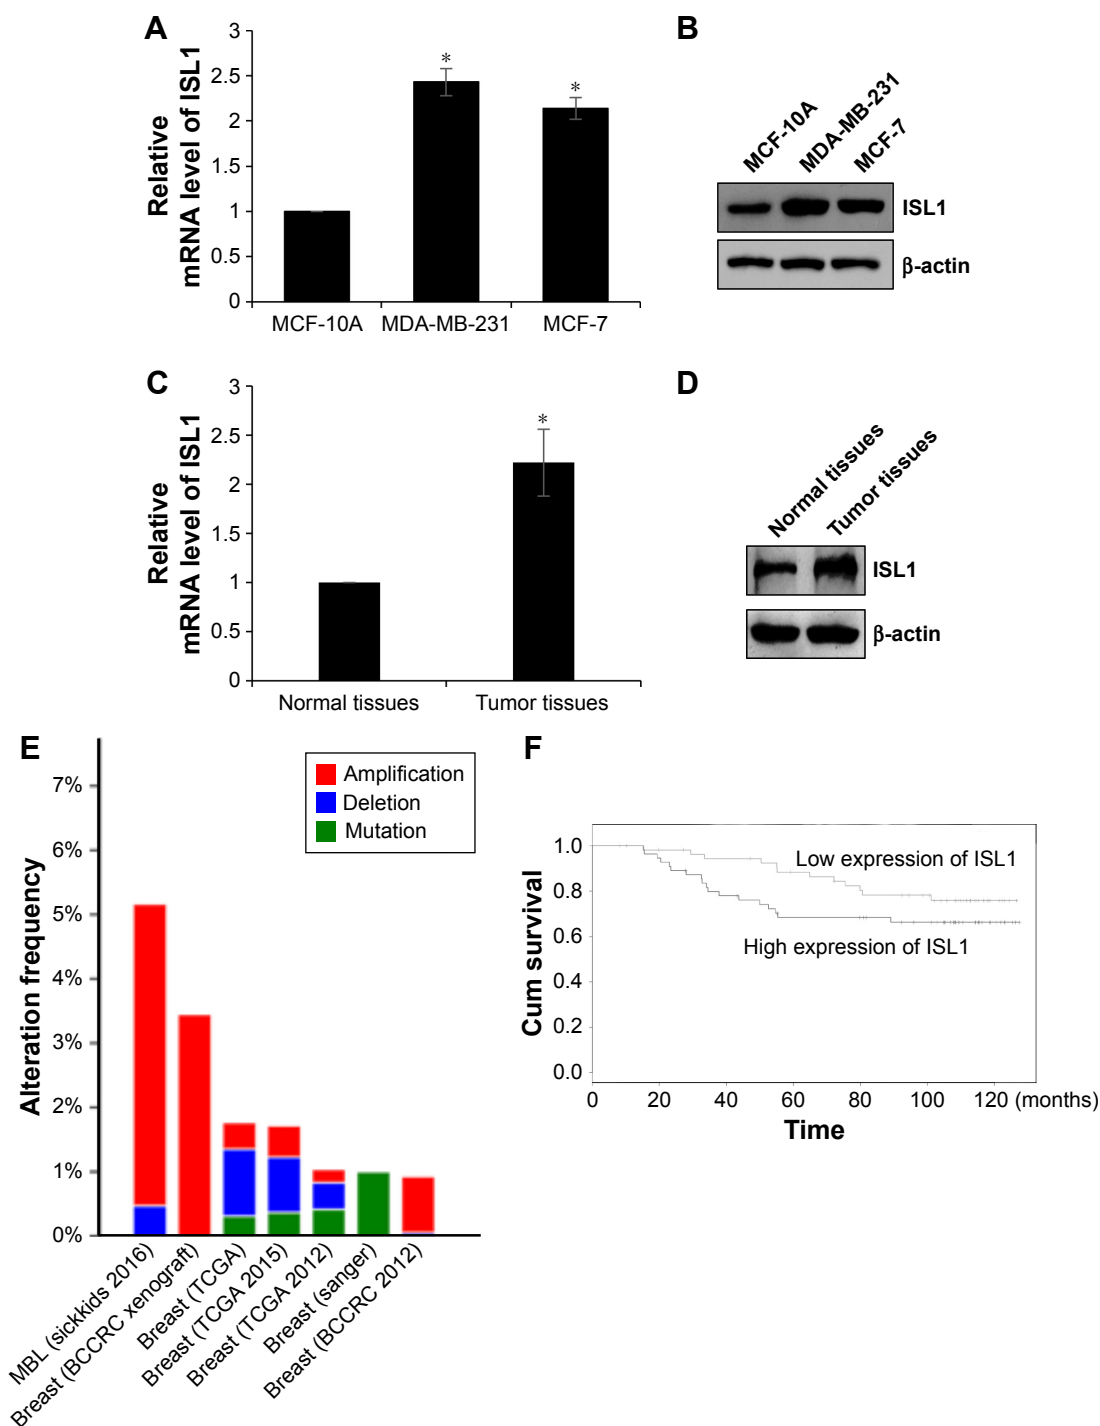 A
Relative
mRNA level of ISL1
3
2.5
2
1.5
1
0.5
0
*
*
MCF-10A
MDA-MB-231
MCF-7
B
MCF-10A
MDA-MB-231
MCF-7
ISL1
β-actin
C
Relative
mRNA level of ISL1
3
2.5
2
1.5
1
0.5
0
*
Normal tissues
Tumor tissues
D
Normal tissues
Tumor tissues
ISL1
β-actin
E
Alteration frequency
7%
6%
5%
4%
3%
2%
1%
0%
Amplification
Deletion
Mutation
MBL (sickkids 2016)
Breast (BCCRC xenograft)
Breast (TCGA)
Breast (TCGA 2015)
Breast (TCGA 2012)
Breast (sanger)
Breast (BCCRC 2012)
F
Cum survival
1.0
0.8
0.6
0.4
0.2
0.0
Low expression of ISL1
High expression of ISL1
0 20 40 60 80 100 120 (months)
Time